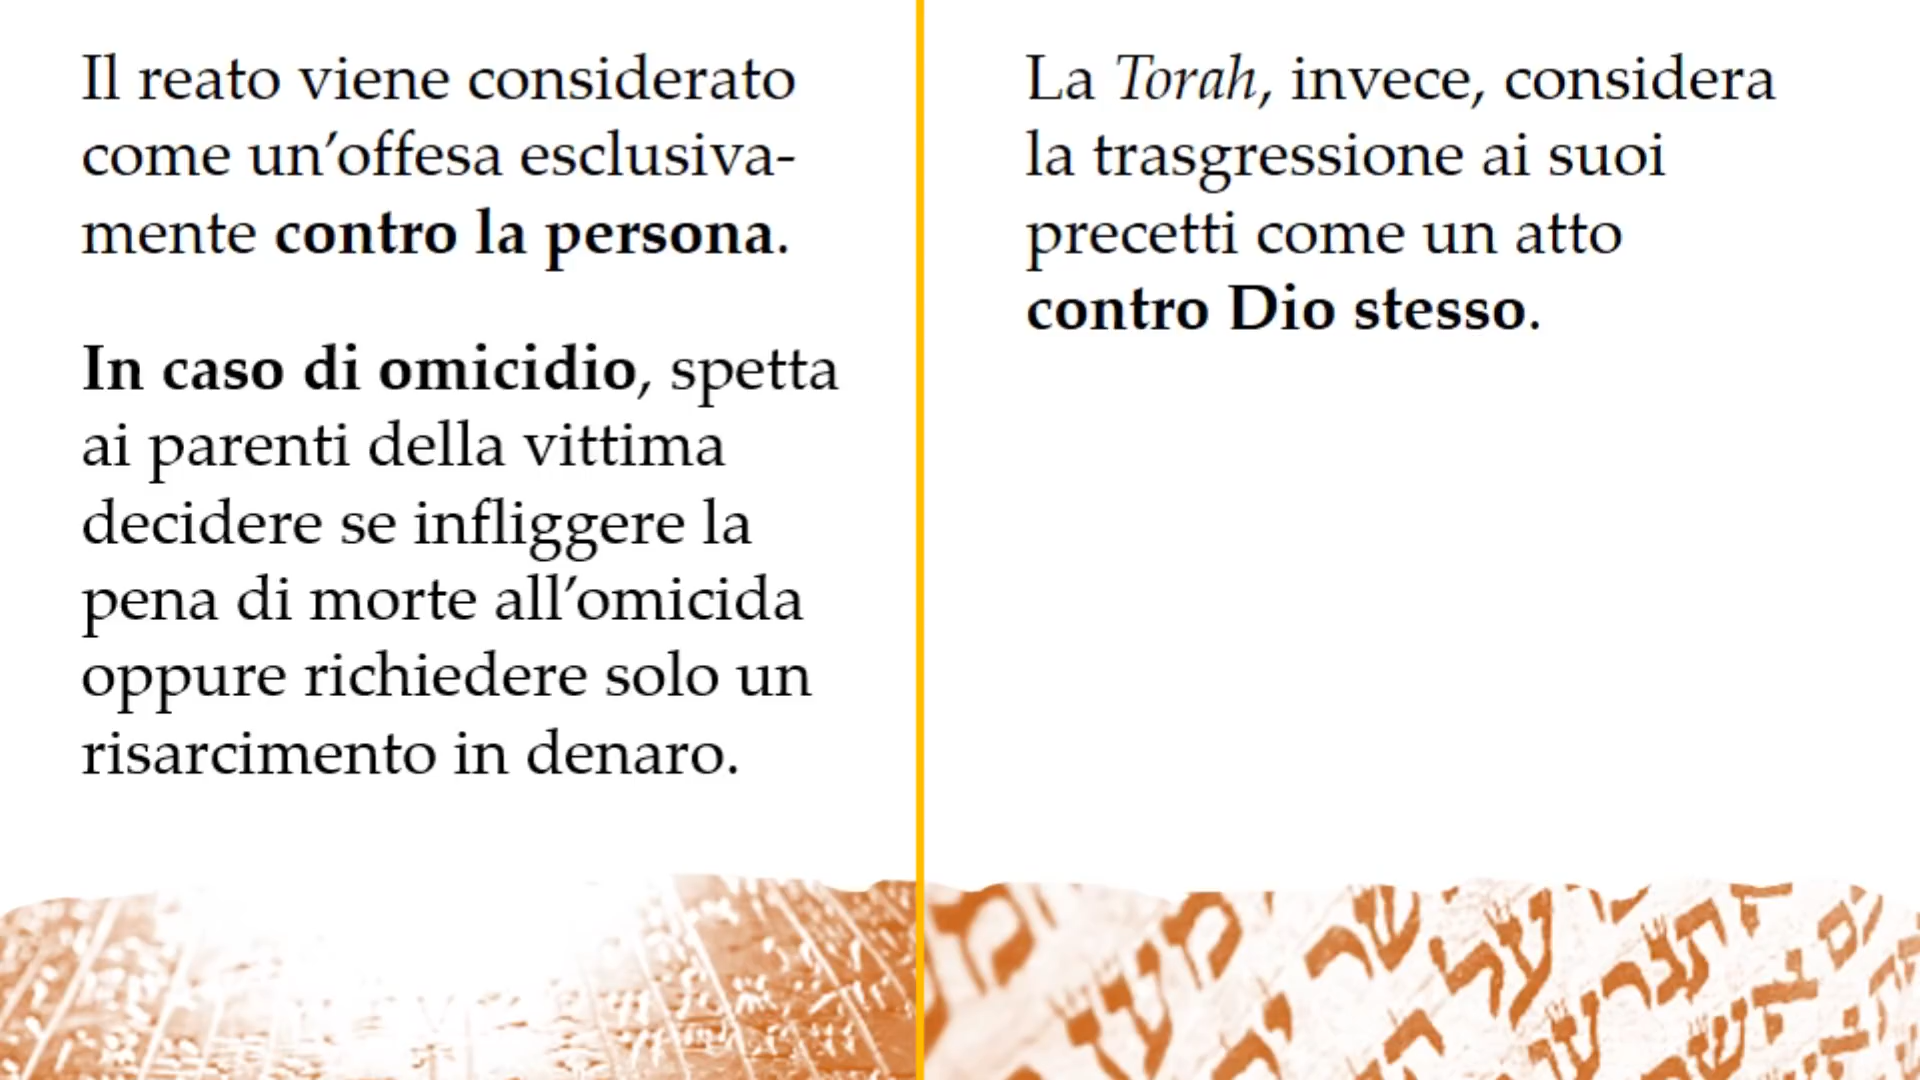 Il reato viene considerato
come un’offesa esclusiva-
mente contro la persona.
In caso di omicidio, spetta
ai parenti della vittima
decidere se infliggere la
pena di morte all’omicida
oppure richiedere solo un
risarcimento in denaro.
La Torah, invece, considera
la trasgressione ai suoi
precetti come un atto
contro Dio stesso.